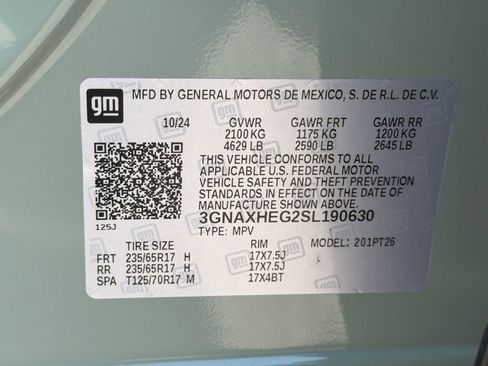 gm
MFD BY GENERAL MOTORS DE MEXICO, S. DE R.L. DE C.V.
10/24 GVWR GAWR FRT GAWR RR
2100 KG 1175 KG 1200 KG
4629 LB 2590 LB 2645 LB
THIS VEHICLE CONFORMS TO ALL
APPLICABLE U.S. FEDERAL MOTOR
VEHICLE SAFETY AND THEFT PREVENTION
STANDARDS IN EFFECT ON THE DATE OF
MANUFACTURE SHOWN ABOVE.
125J
3GNAXHEG2SL190630
TYPE: MPV MODEL: 201PT26
TIRE SIZE RIM
FRT 235/65R17 H 17X7.5J
RR 235/65R17 H 17X7.5J
SPA T125/70R17 M 17X4BT